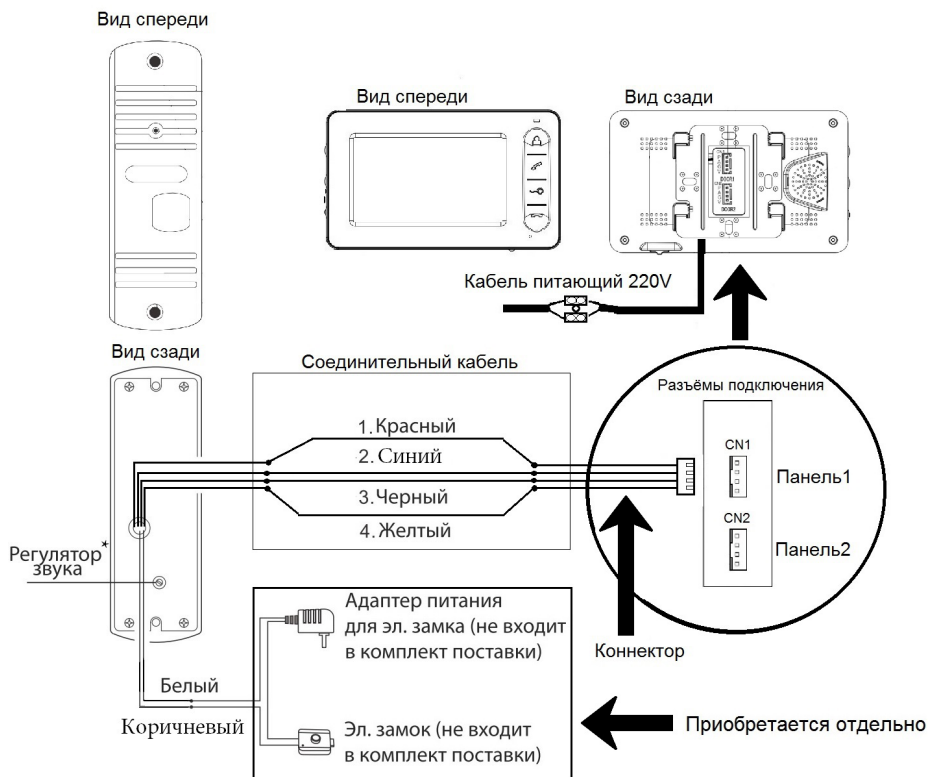 Вид спереди
Вид спереди
Вид сзади
DOOR1
DOOR2
Кабель питающий 220V
Вид сзади
Соединительный кабель
1. Красный
2. Синий
3. Черный
4. Желтый
Разъёмы подключения
CN1
Панель1
CN2
Панель2
Регулятор*
звука
Коннектор
Адаптер питания
для эл. замка (не входит
в комплект поставки)
Белый
Коричневый
Эл. замок (не входит
в комплект поставки)
Приобретается отдельно